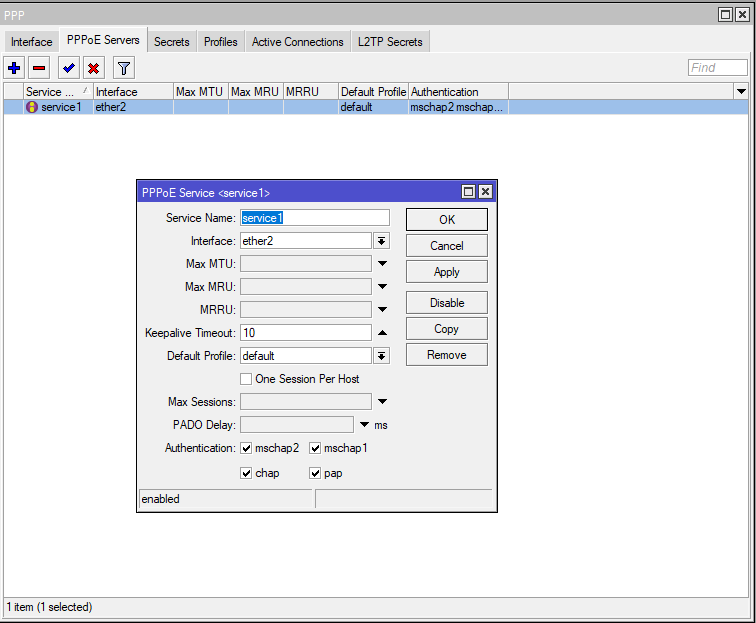 PPP
Interface PPPoE Servers Secrets Profiles Active Connections L2TP Secrets
Find
Service ... Interface Max MTU Max MRU MRRU Default Profile Authentication
service1 ether2 default mschap2 mschap...
PPPoE Service <service1>
Service Name: service1 OK
Interface: ether2 Cancel
Max MTU: Apply
Max MRU:
Disable
MRRU:
Keepalive Timeout: 10 Copy
Default Profile: default Remove
One Session Per Host
Max Sessions:
PADO Delay: ms
Authentication: mschap2 mschap1
chap pap
enabled
1 item (1 selected)